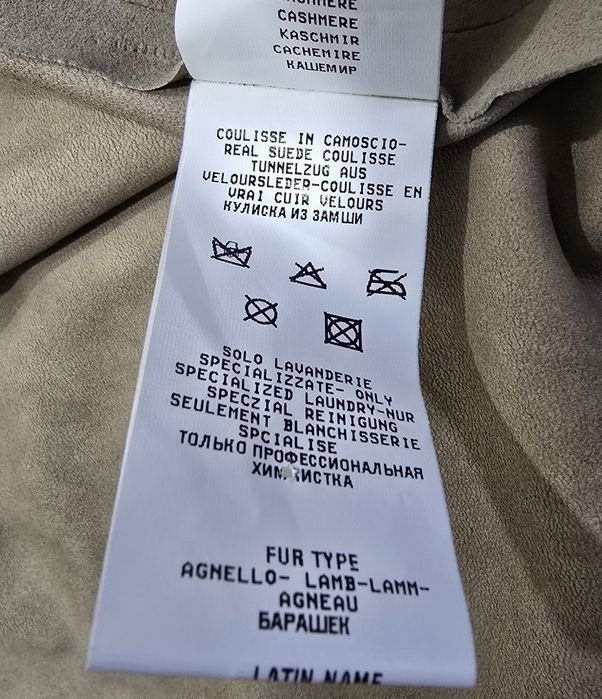 CASHMERE
CASHMERE
KASCHMIR
CACHEMIRE
КАШЕМИР
COULISSE IN CAMOSCIO-
REAL SUEDE COULISSE
TUNNELZUG AUS
VELOURSLEDER-COULISSE EN
VRAI CUIR VELOURS
КУЛИСКА ИЗ ЗАМШИ
SOLO LAVANDERIE
SPECIALIZZATE- ONLY
SPECIALIZED LAUNDRY-NUR
SPECZIAL REINIGUNG
SEULEMENT BLANCHISSERIE
SPCIALISE
ТОЛЬКО ПРОФЕССИОНАЛЬНАЯ
ХИМЧИСТКА
FUR TYPE
AGNELLO- LAMB-LAMM-
AGNEAU
БАРАШЕК
LATIN NAME